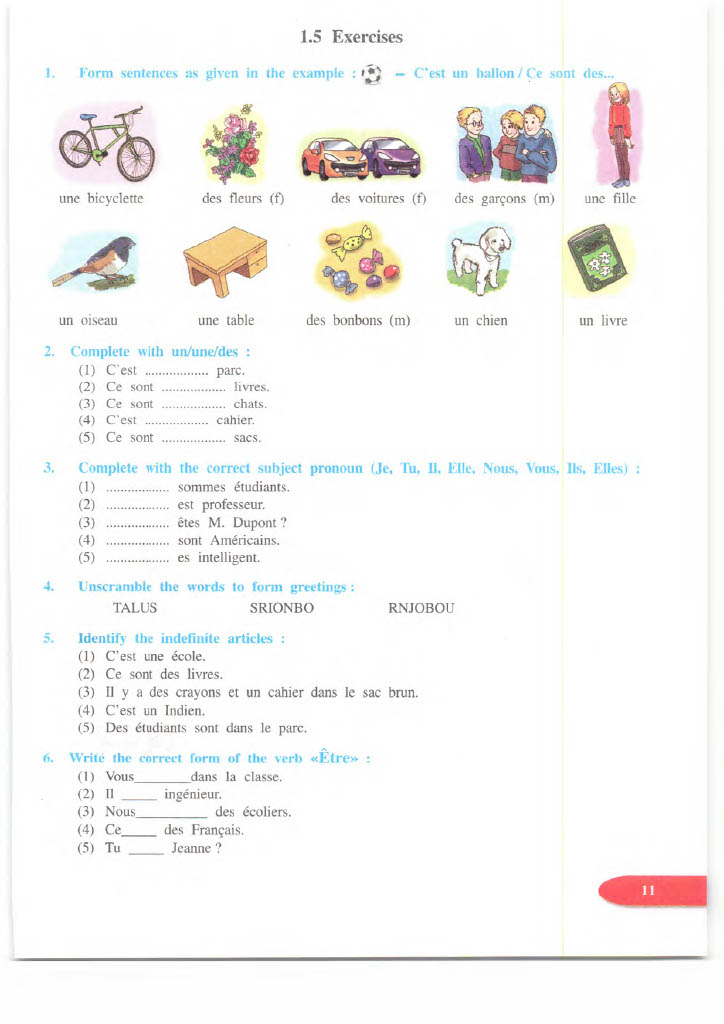 1.5 Exercises
1. Form sentences as given in the example : – C'est un ballon / Ce sont des...
une bicyclette des fleurs (f) des voitures (f) des garçons (m) une fille
un oiseau une table des bonbons (m) un chien un livre
2. Complete with un/une/des :
(1) C'est .................. parc.
(2) Ce sont .................. livres.
(3) Ce sont .................. chats.
(4) C'est .................. cahier.
(5) Ce sont .................. sacs.
3. Complete with the correct subject pronoun (Je, Tu, Il, Elle, Nous, Vous, Ils, Elles) :
(1) .................. sommes étudiants.
(2) .................. est professeur.
(3) .................. êtes M. Dupont ?
(4) .................. sont Américains.
(5) .................. es intelligent.
4. Unscramble the words to form greetings :
TALUS SRIONBO RNJOBOU
5. Identify the indefinite articles :
(1) C'est une école.
(2) Ce sont des livres.
(3) Il y a des crayons et un cahier dans le sac brun.
(4) C'est un Indien.
(5) Des étudiants sont dans le parc.
6. Write the correct form of the verb «Être» :
(1) Vous________dans la classe.
(2) Il _____ ingénieur.
(3) Nous__________ des écoliers.
(4) Ce_____ des Français.
(5) Tu _____ Jeanne ?
11